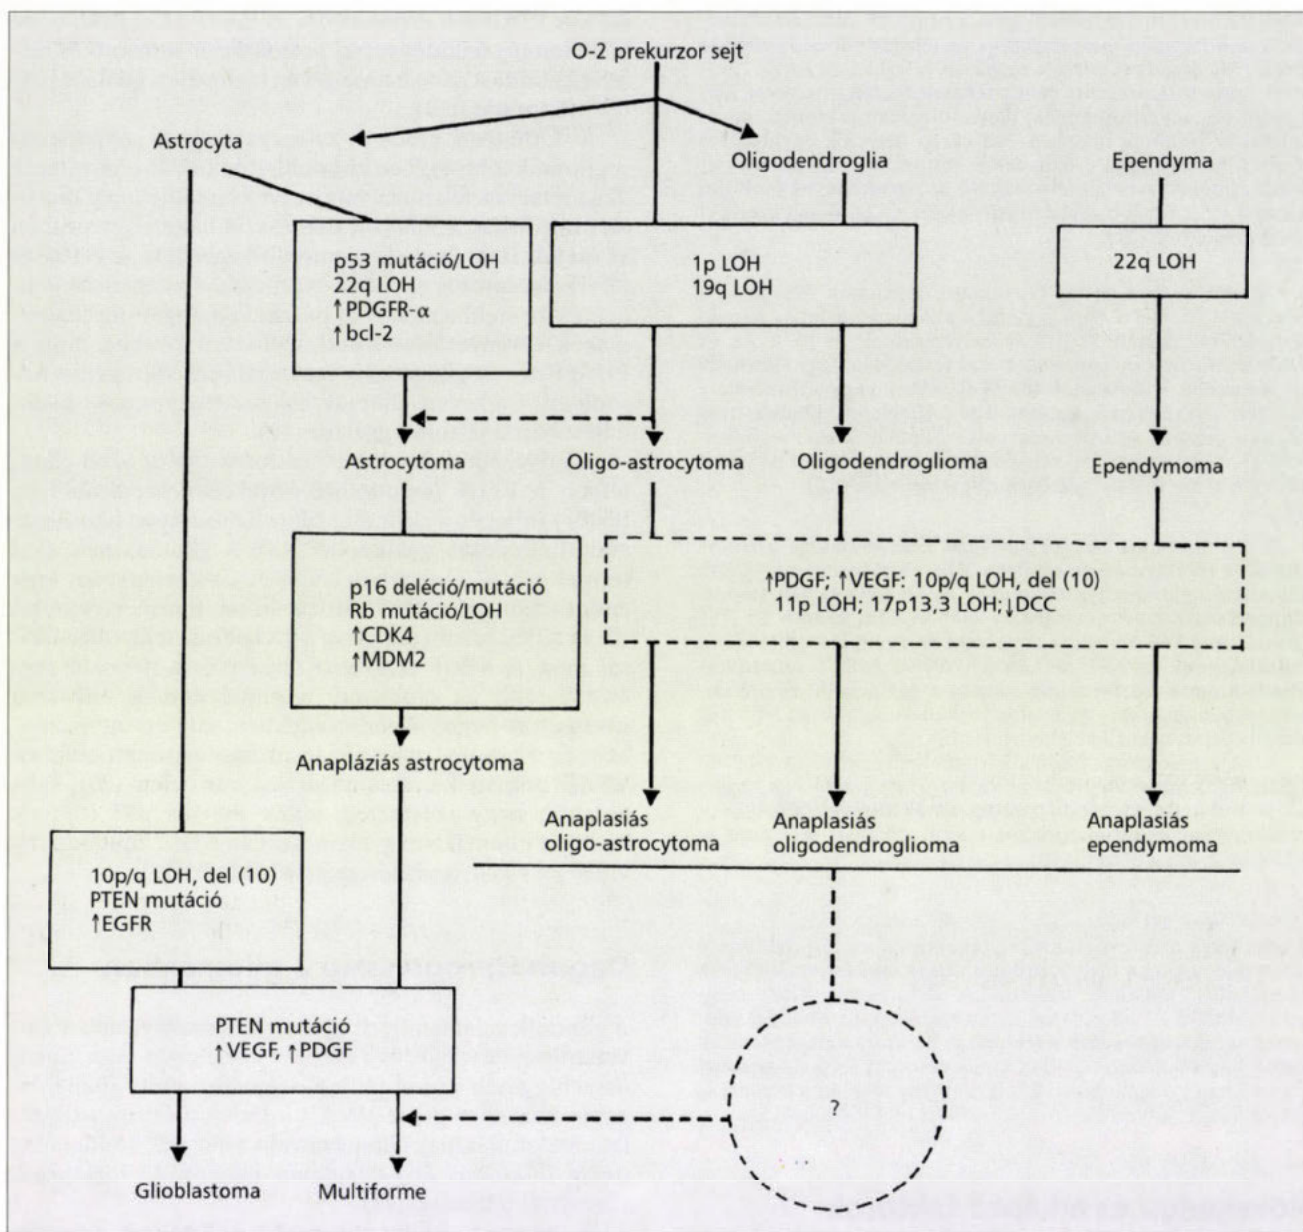 O-2 prekurzor sejt
Astrocyta
Oligodendroglia
Ependyma
p53 mutáció/LOH
22q LOH
↑PDGFR-α
↑bcl-2
1p LOH
19q LOH
22q LOH
Astrocytoma
Oligo-astrocytoma
Oligodendroglioma
Ependymoma
p16 deléció/mutáció
Rb mutáció/LOH
↑CDK4
↑MDM2
↑PDGF; ↑VEGF: 10p/q LOH, del (10)
11p LOH; 17p13,3 LOH; ↓DCC
Anapláziás astrocytoma
Anaplasiás
oligo-astrocytoma
Anaplasiás
oligodendroglioma
Anaplasiás
ependymoma
10p/q LOH, del (10)
PTEN mutáció
↑EGFR
PTEN mutáció
↑VEGF, ↑PDGF
?
Glioblastoma
Multiforme